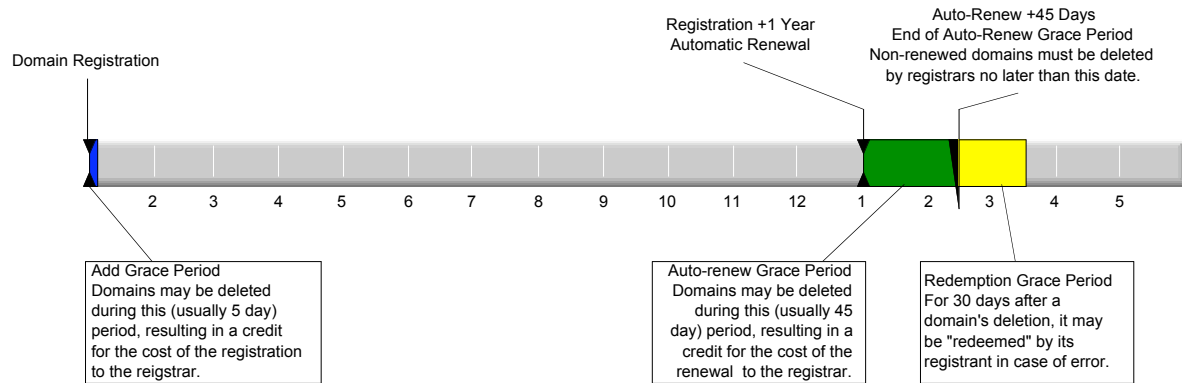 Domain Registration
Registration +1 Year
Automatic Renewal
Auto-Renew +45 Days
End of Auto-Renew Grace Period
Non-renewed domains must be deleted
by registrars no later than this date.
2 3 4 5 6 7 8 9 10 11 12 1 2 3 4 5
Add Grace Period
Domains may be deleted
during this (usually 5 day)
period, resulting in a credit
for the cost of the registration
to the reigstrar.
Auto-renew Grace Period
Domains may be deleted
during this (usually 45
day) period, resulting in a
credit for the cost of the
renewal to the registrar.
Redemption Grace Period
For 30 days after a
domain's deletion, it may
be "redeemed" by its
registrant in case of error.